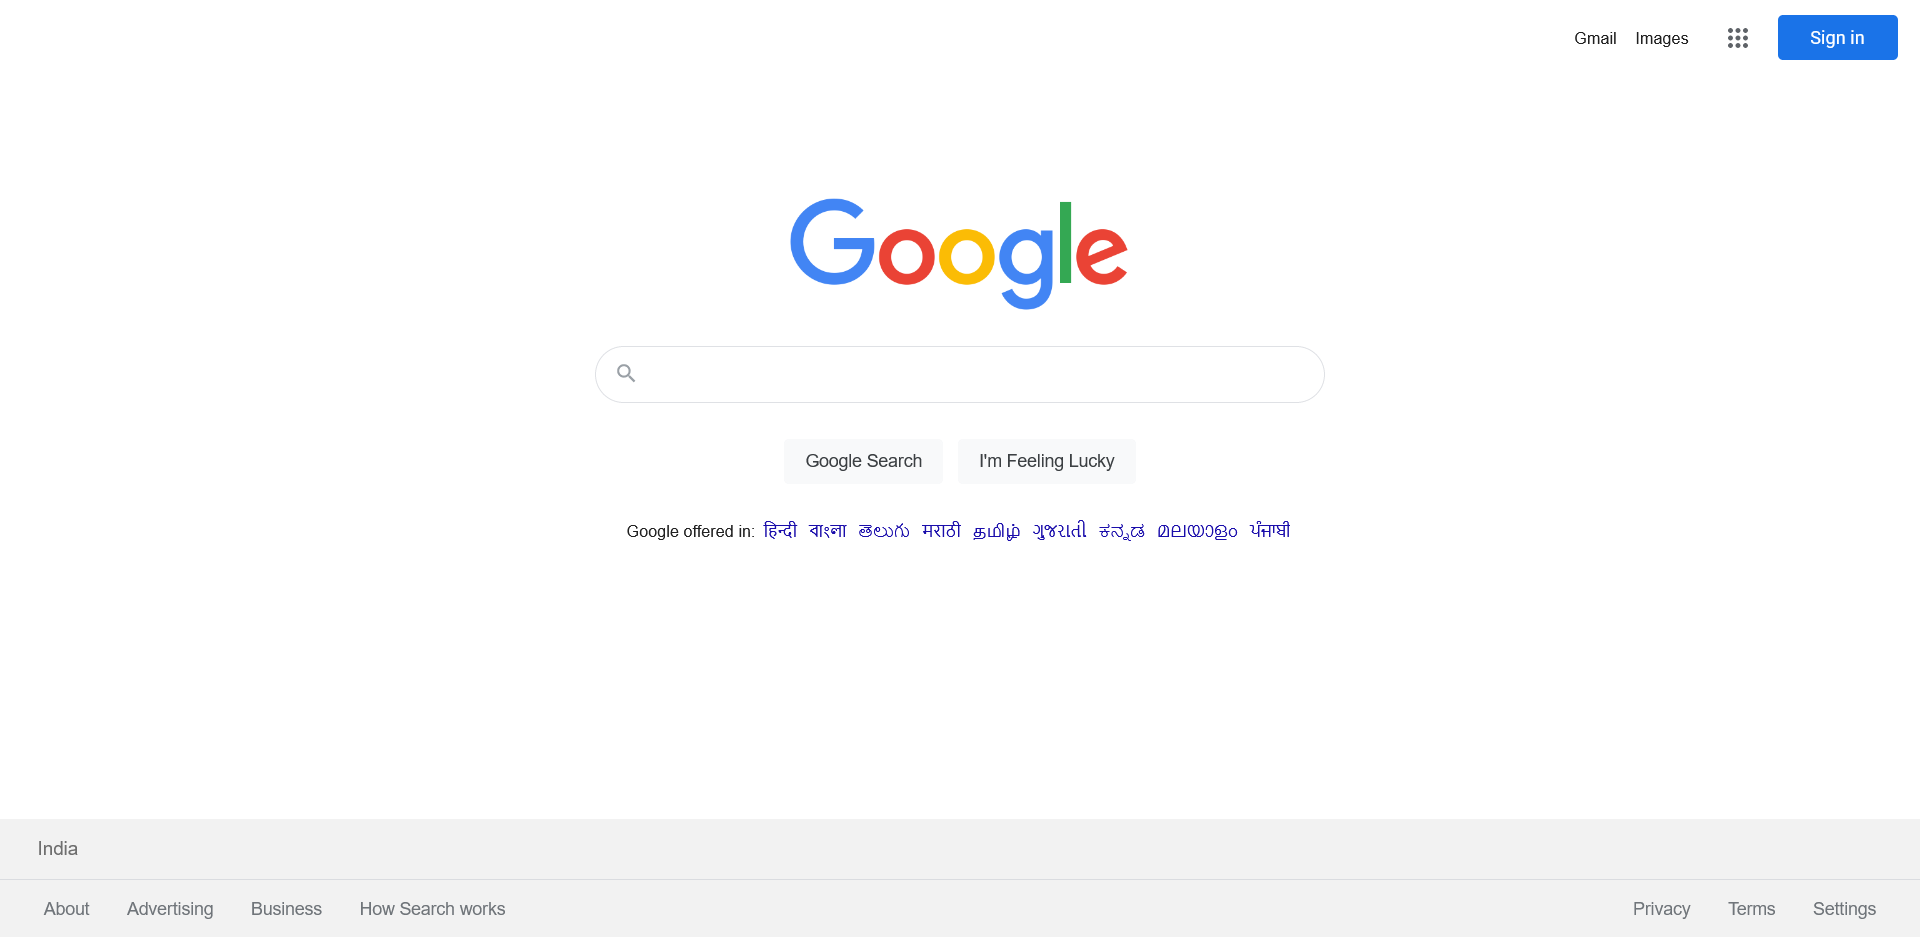 Gmail Images Sign in
Google
Google Search I'm Feeling Lucky
Google offered in: हिन्दी বাংলা తెలుగు मराठी தமிழ் ગુજરાતી ಕನ್ನಡ മലയാളം ਪੰਜਾਬੀ
India
About Advertising Business How Search works Privacy Terms Settings